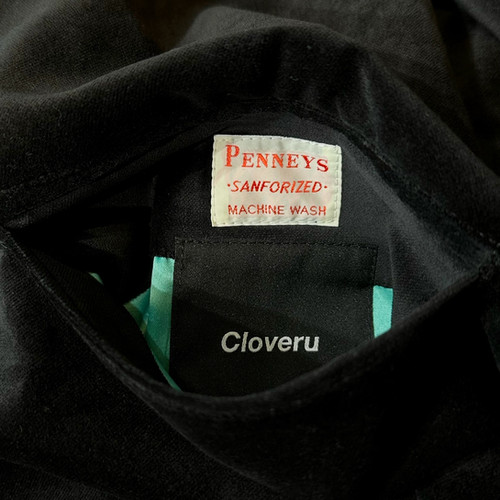 PENNEYS
·SANFORIZED·
MACHINE WASH
Cloveru